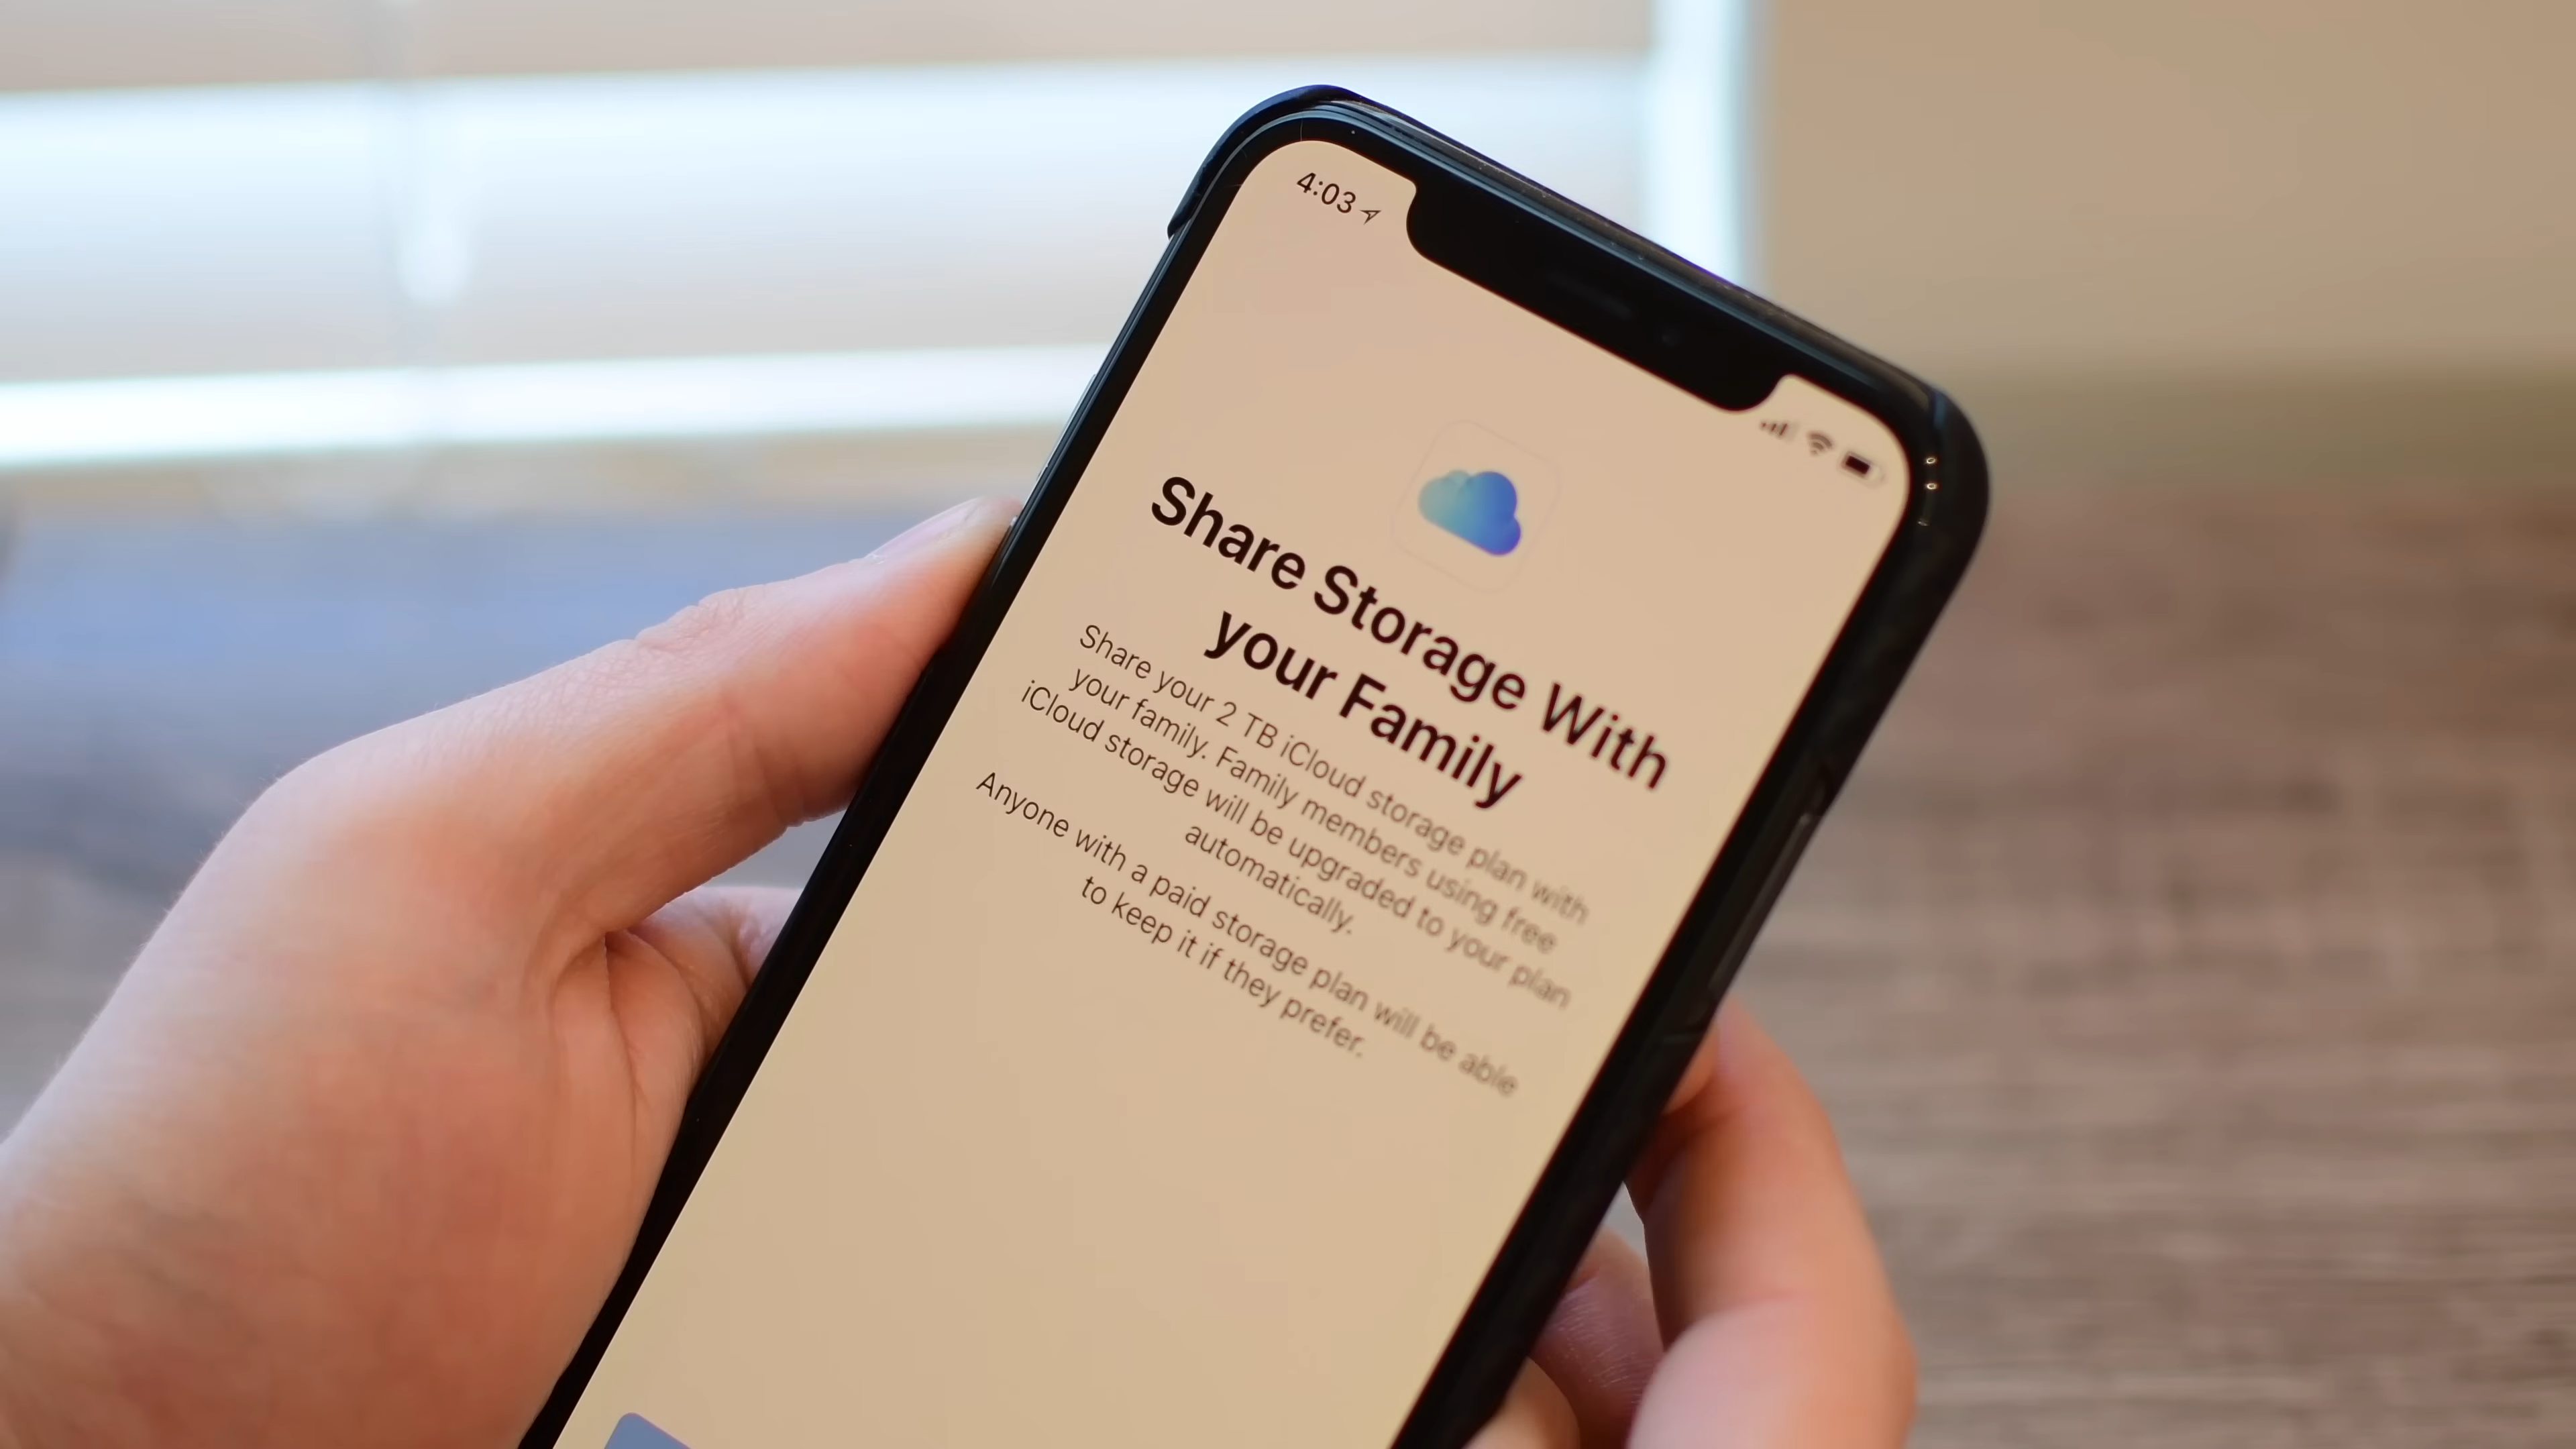 4:03
Share Storage With
your Family
Share your 2 TB iCloud storage plan with
your family. Family members using free
iCloud storage will be upgraded to your plan
automatically.
Anyone with a paid storage plan will be able
to keep it if they prefer.